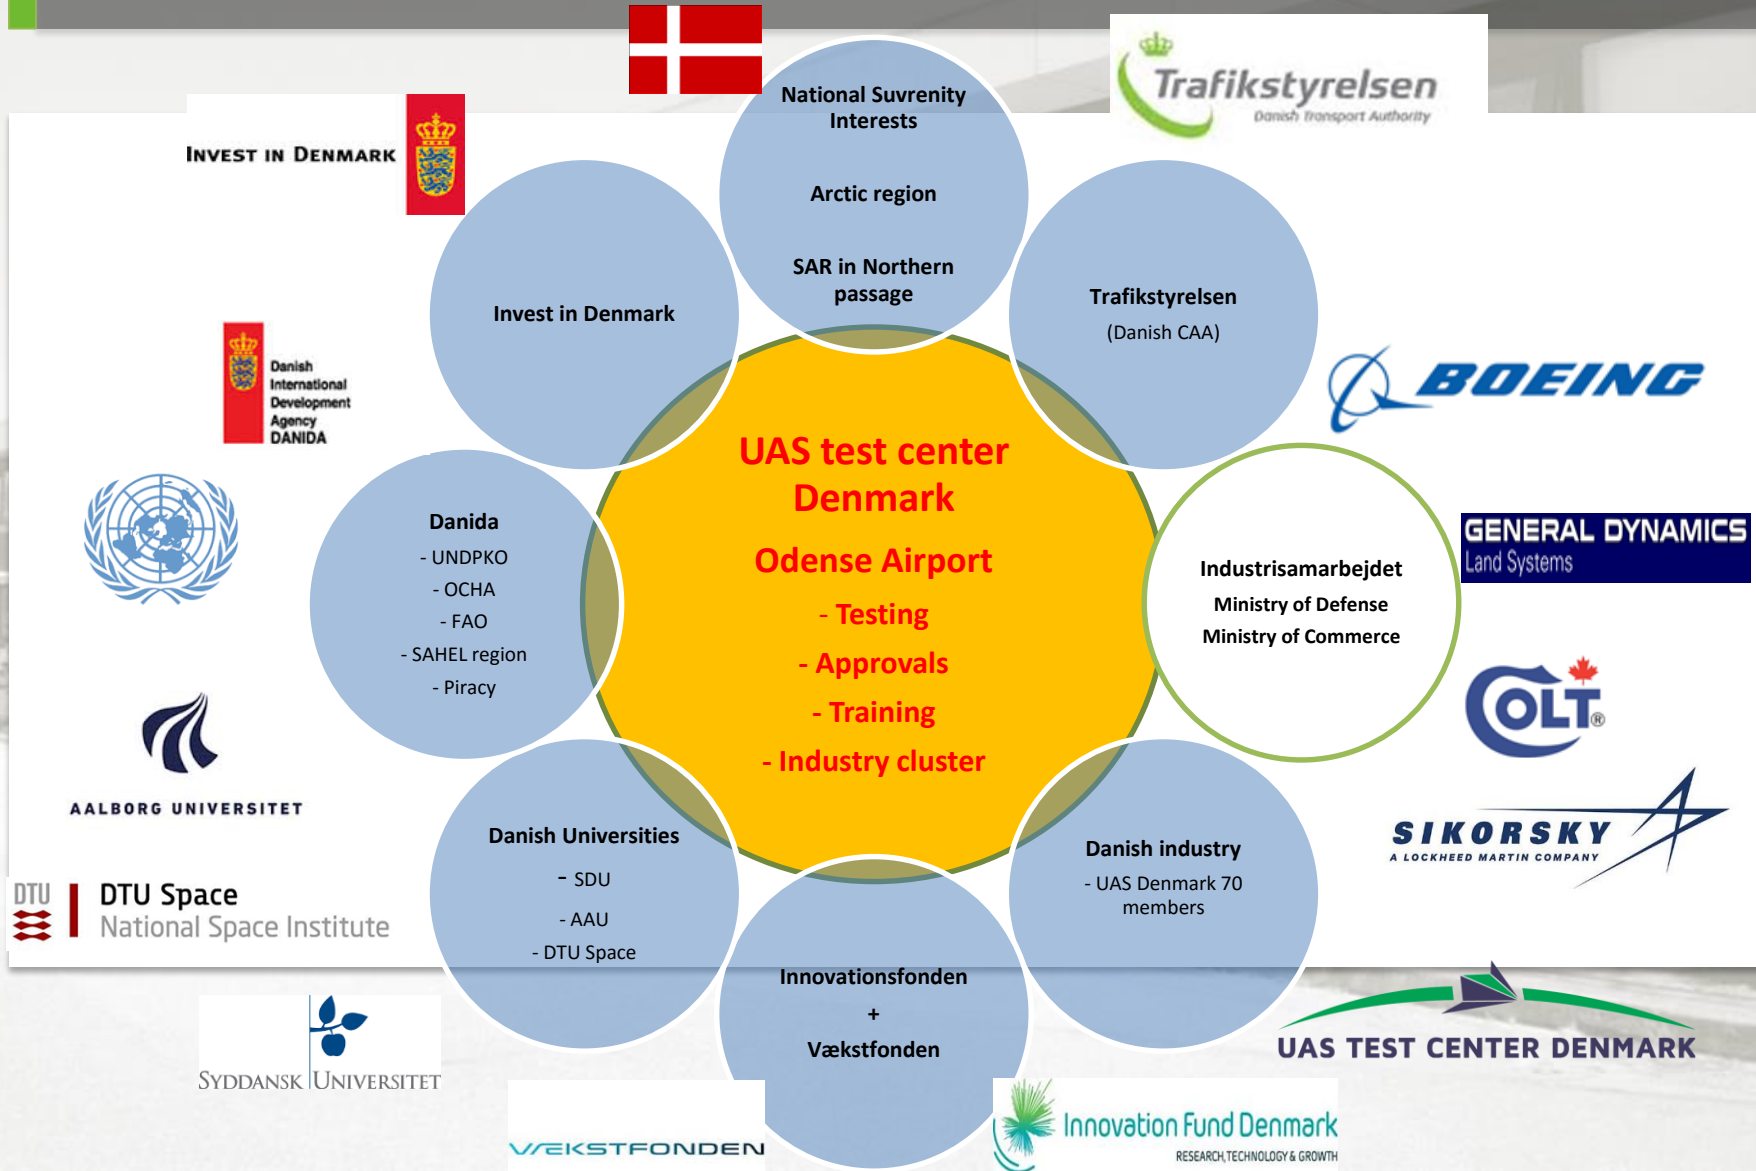 Trafikstyrelsen
Danish Transport Authority
INVEST IN DENMARK
National Suvrenity
Interests
Arctic region
SAR in Northern
passage
Invest in Denmark
Trafikstyrelsen
(Danish CAA)
Danish
International
Development
Agency
DANIDA
BOEING
UAS test center
Denmark
Odense Airport
- Testing
- Approvals
- Training
- Industry cluster
Danida
- UNDPKO
- OCHA
- FAO
- SAHEL region
- Piracy
Industrisamarbejdet
Ministry of Defense
Ministry of Commerce
GENERAL DYNAMICS
Land Systems
COLT®
AALBORG UNIVERSITET
SIKORSKY
A LOCKHEED MARTIN COMPANY
Danish Universities
- SDU
- AAU
- DTU Space
Danish industry
- UAS Denmark 70
members
DTU
DTU Space
National Space Institute
Innovationsfonden
+
Vækstfonden
UAS TEST CENTER DENMARK
SYDDANSK UNIVERSITET
VÆKSTFONDEN
Innovation Fund Denmark
RESEARCH, TECHNOLOGY & GROWTH